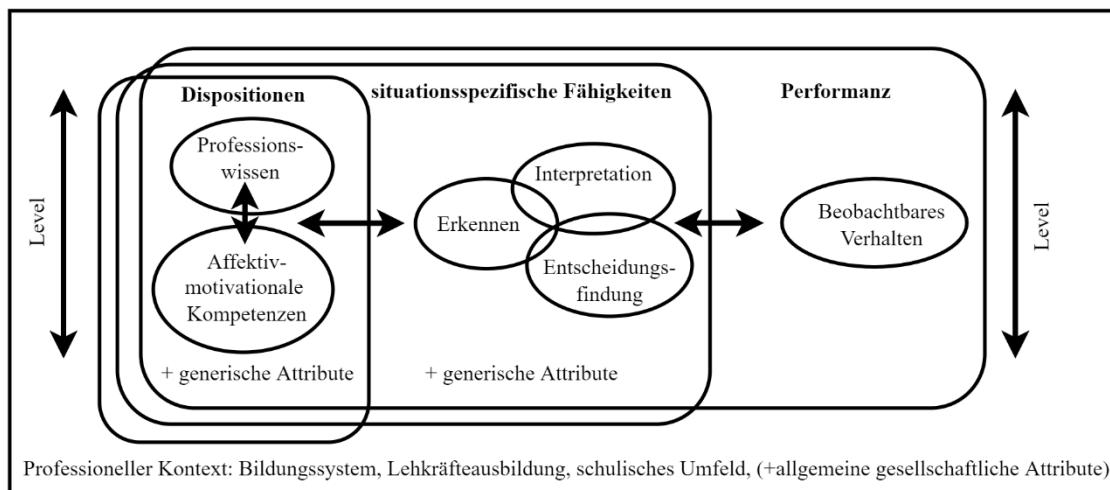 Dispositionen
situationsspezifische Fähigkeiten
Performanz
Level
Professions-
wissen
Affektiv-
motivationale
Kompetenzen
+ generische Attribute
Erkennen
Interpretation
Entscheidungs-
findung
+ generische Attribute
Beobachtbares
Verhalten
Level
Professioneller Kontext: Bildungssystem, Lehkräfteausbildung, schulisches Umfeld, (+allgemeine gesellschaftliche Attribute)